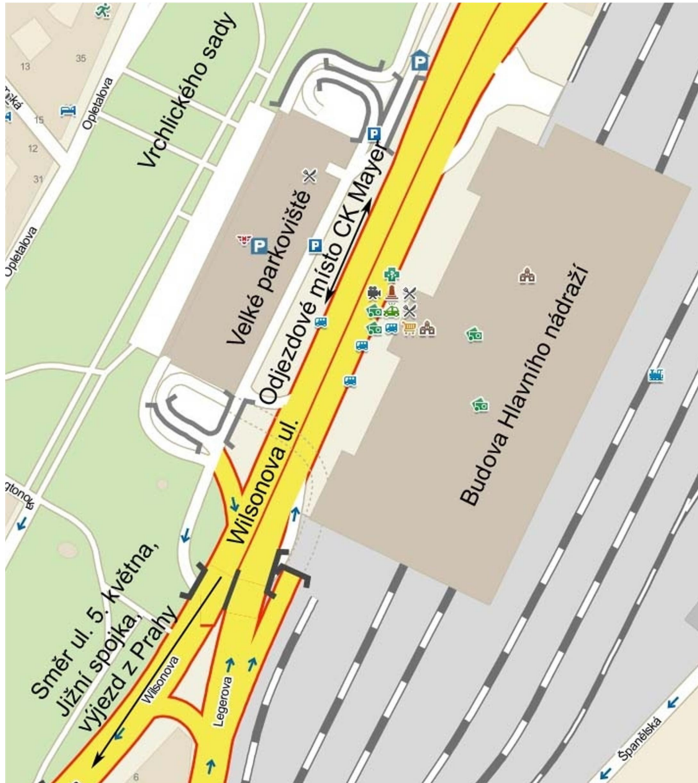 Vrchlického sady
35
13
Opletalova
15
12
31
Opletalova
Odjezdové místo CK Mayer
Velké parkoviště
P
P
P
P
Budova Hlavního nádraží
Wilsonova ul.
Směr ul. 5. května,
Jižní spojka,
výjezd z Prahy
Wilsonova
Legerova
Španělská
6